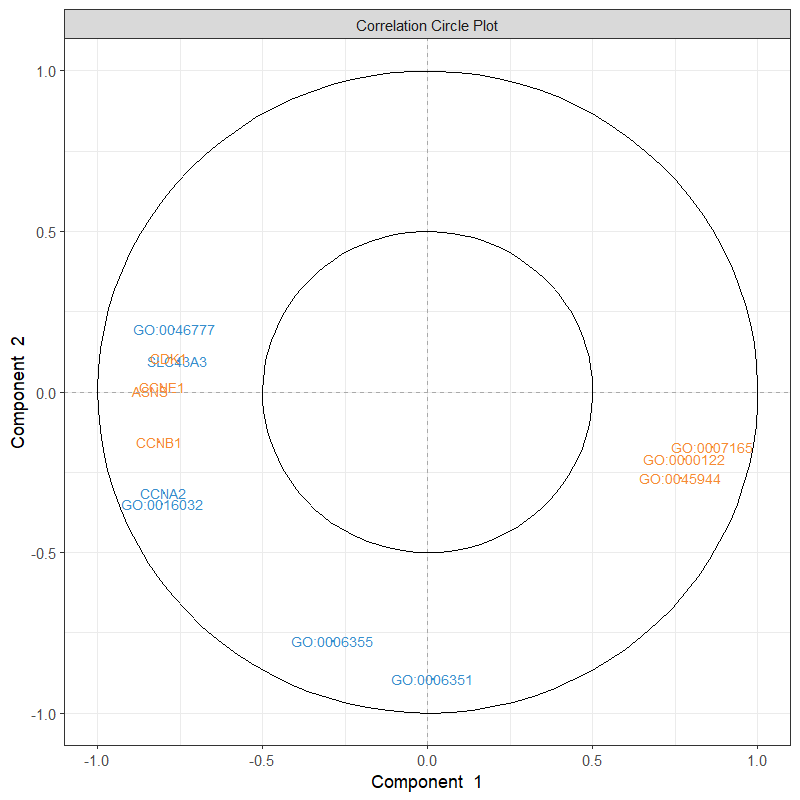 Correlation Circle Plot
1.0
0.5
0.0
-0.5
-1.0
Component 2
GO:0046777
CDK1
SLC43A3
CCNE1
ASNS
CCNB1
CCNA2
GO:0016032
GO:0007165
GO:0000122
GO:0045944
GO:0006355
GO:0006351
-1.0
-0.5
0.0
0.5
1.0
Component 1